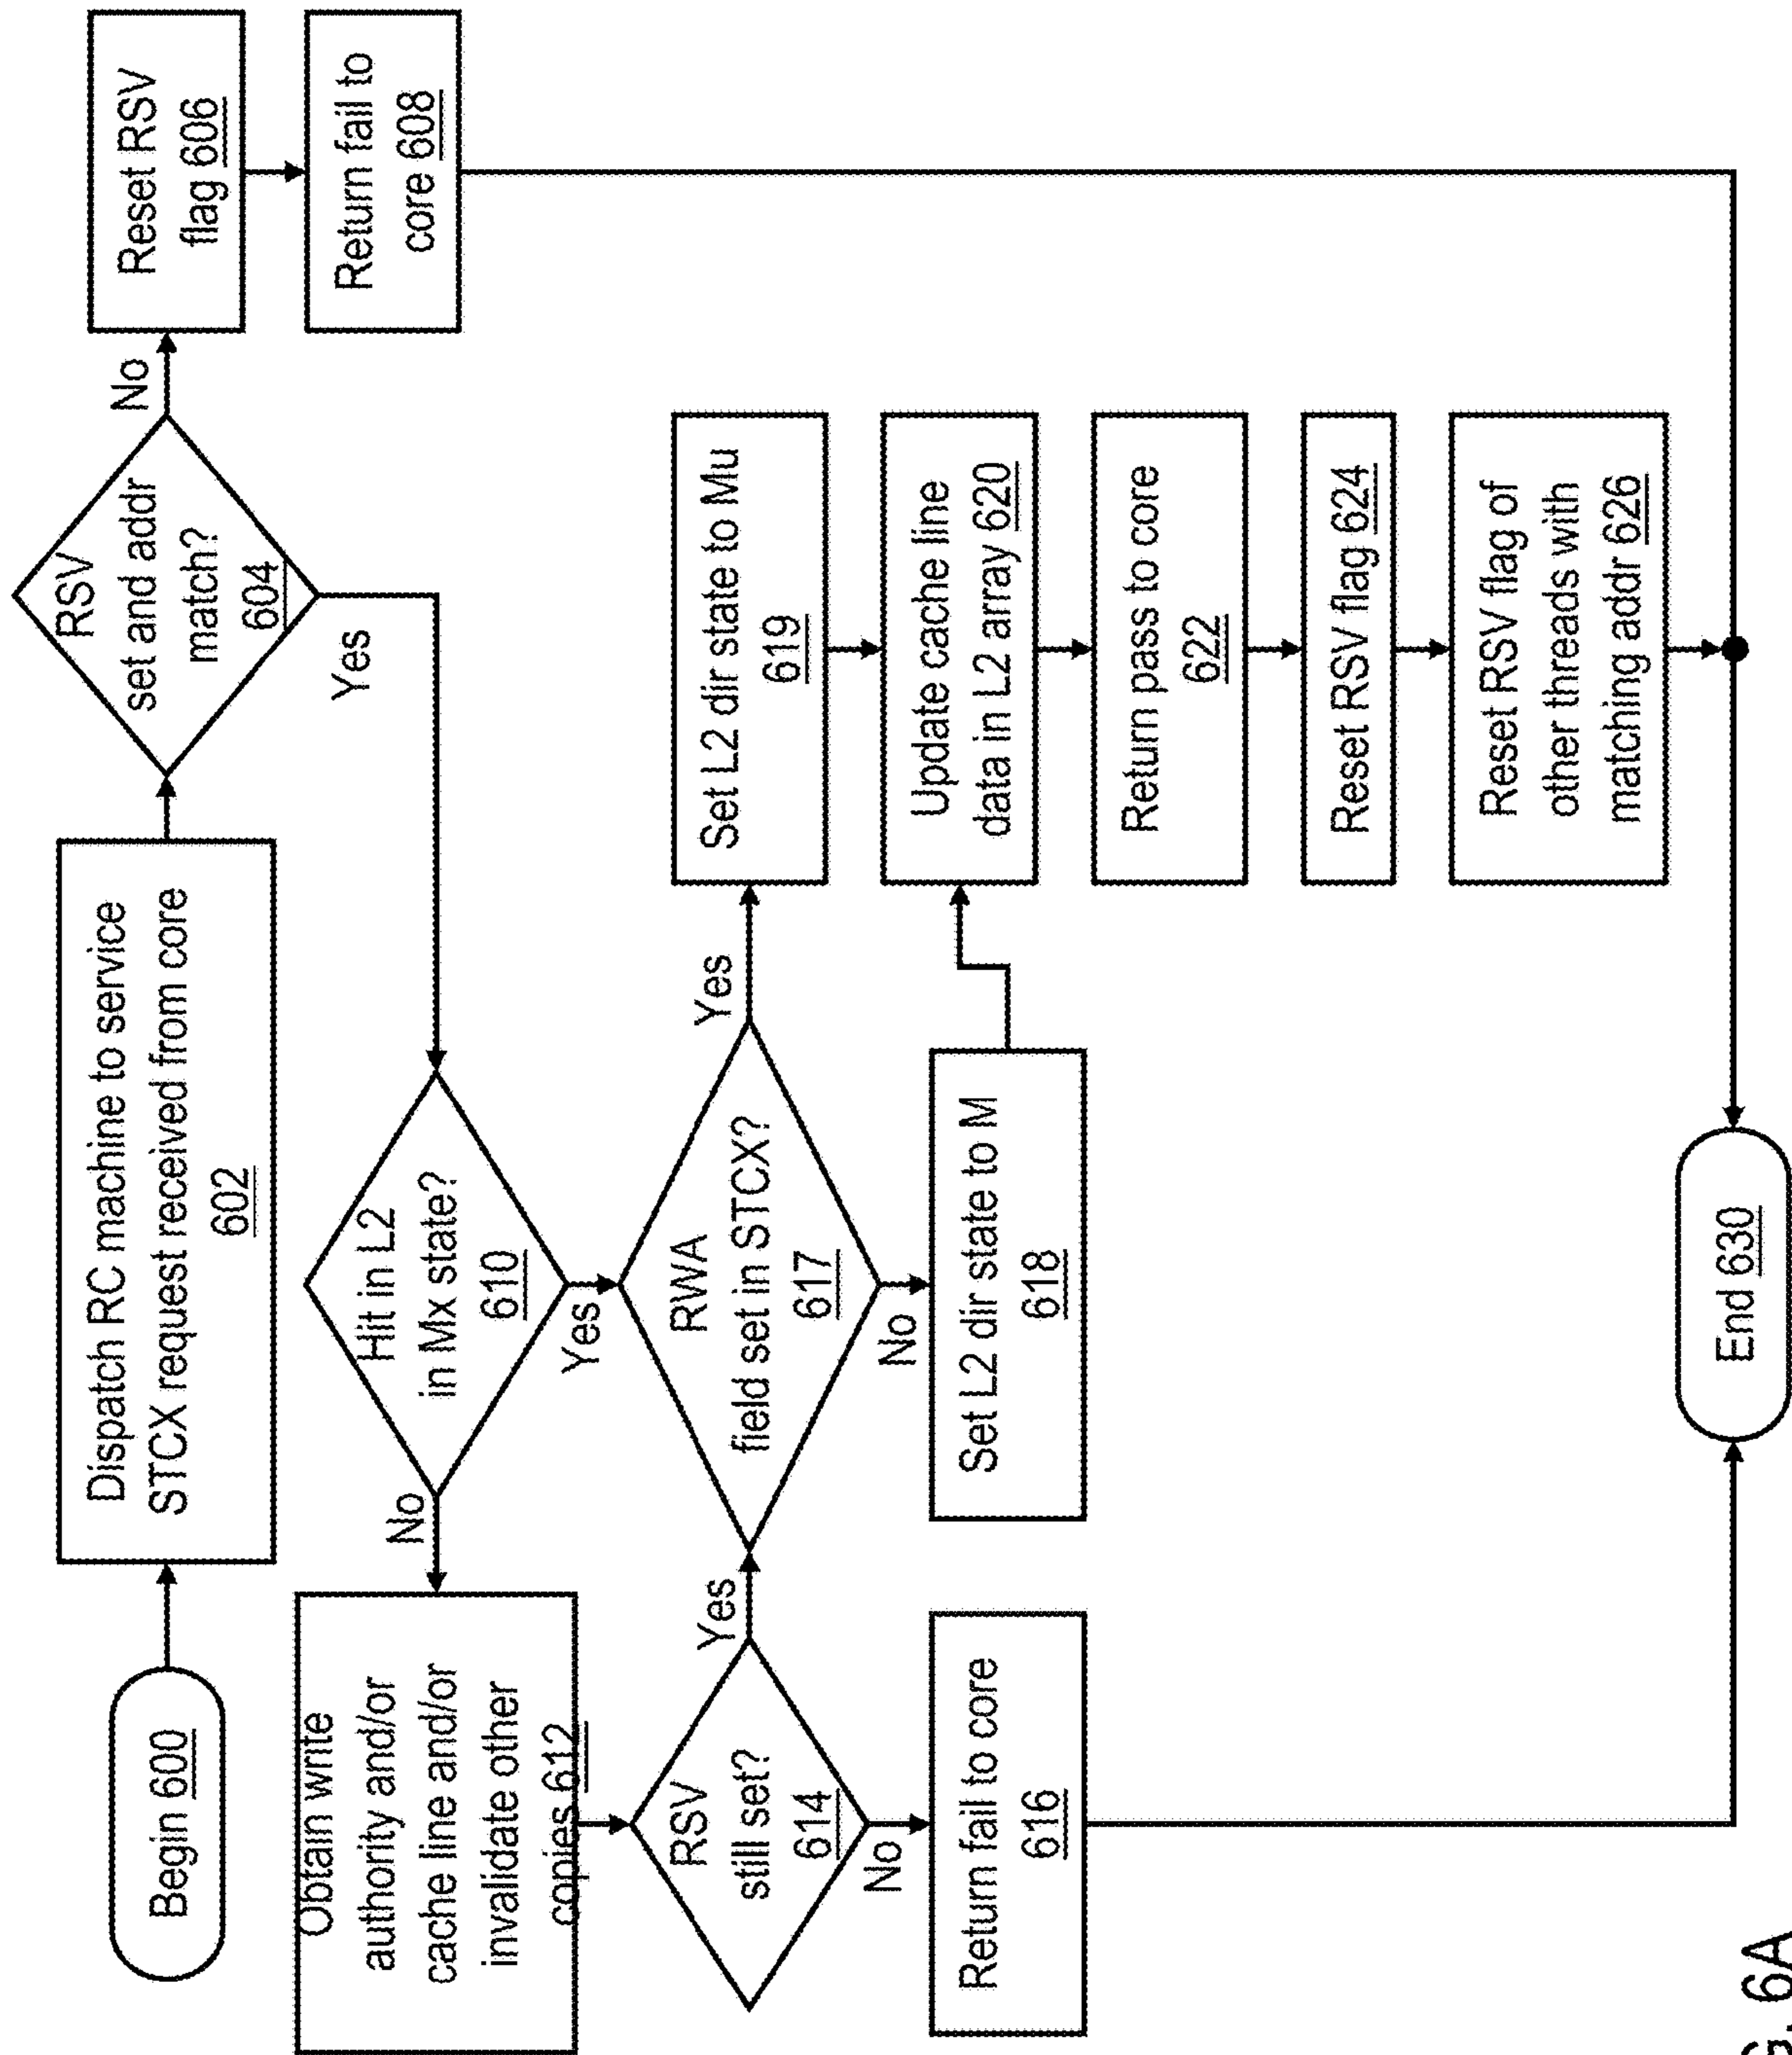 Begin 600
Dispatch RC machine to service
STCX request received from core
602
RSV
set and addr
match?
604
No
Reset RSV
flag 606
Return fail to
core 608
Yes
Hit in L2
in Mx state?
610
No
Yes
Obtain write
authority and/or
cache line and/or
invalidate other
copies 612
RSV
still set?
614
Yes
No
Return fail to core
616
RWA
field set in STCX?
617
Yes
No
Set L2 dir state to M
618
Set L2 dir state to Mu
619
Update cache line
data in L2 array 620
Return pass to core
622
Reset RSV flag 624
Reset RSV flag of
other threads with
matching addr 626
End 630
G. 6A